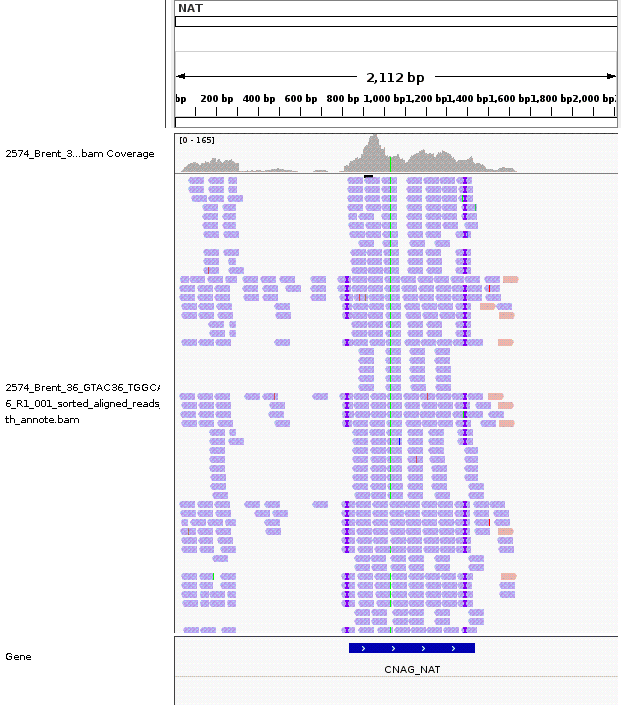 NAT
2,112 bp
bp 200 bp 400 bp 600 bp 800 bp 1,000 bp 1,200 bp 1,400 bp 1,600 bp 1,800 bp 2,000 bp
[0 - 165]
2574_Brent_3...bam Coverage
2574_Brent_36_GTAC36_TGGCA
6_R1_001_sorted_aligned_reads_
th_annote.bam
Gene
CNAG_NAT